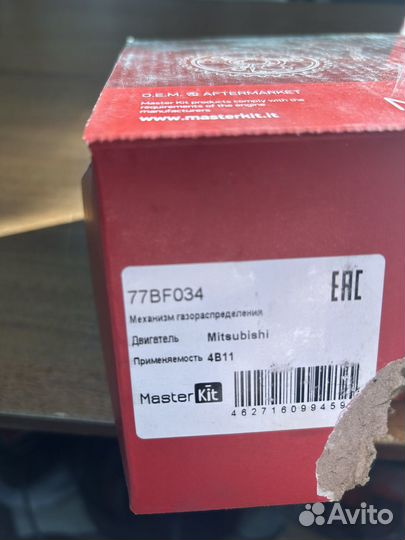 O.E.M. & AFTERMARKET
Master Kit products comply with the
requirements of the engine
manufacturers
www.masterkit.it
77BF034
EAC
Механизм газораспределения
Двигатель Mitsubishi
Применяемость 4B11
Master Kit
462716099459
Avito